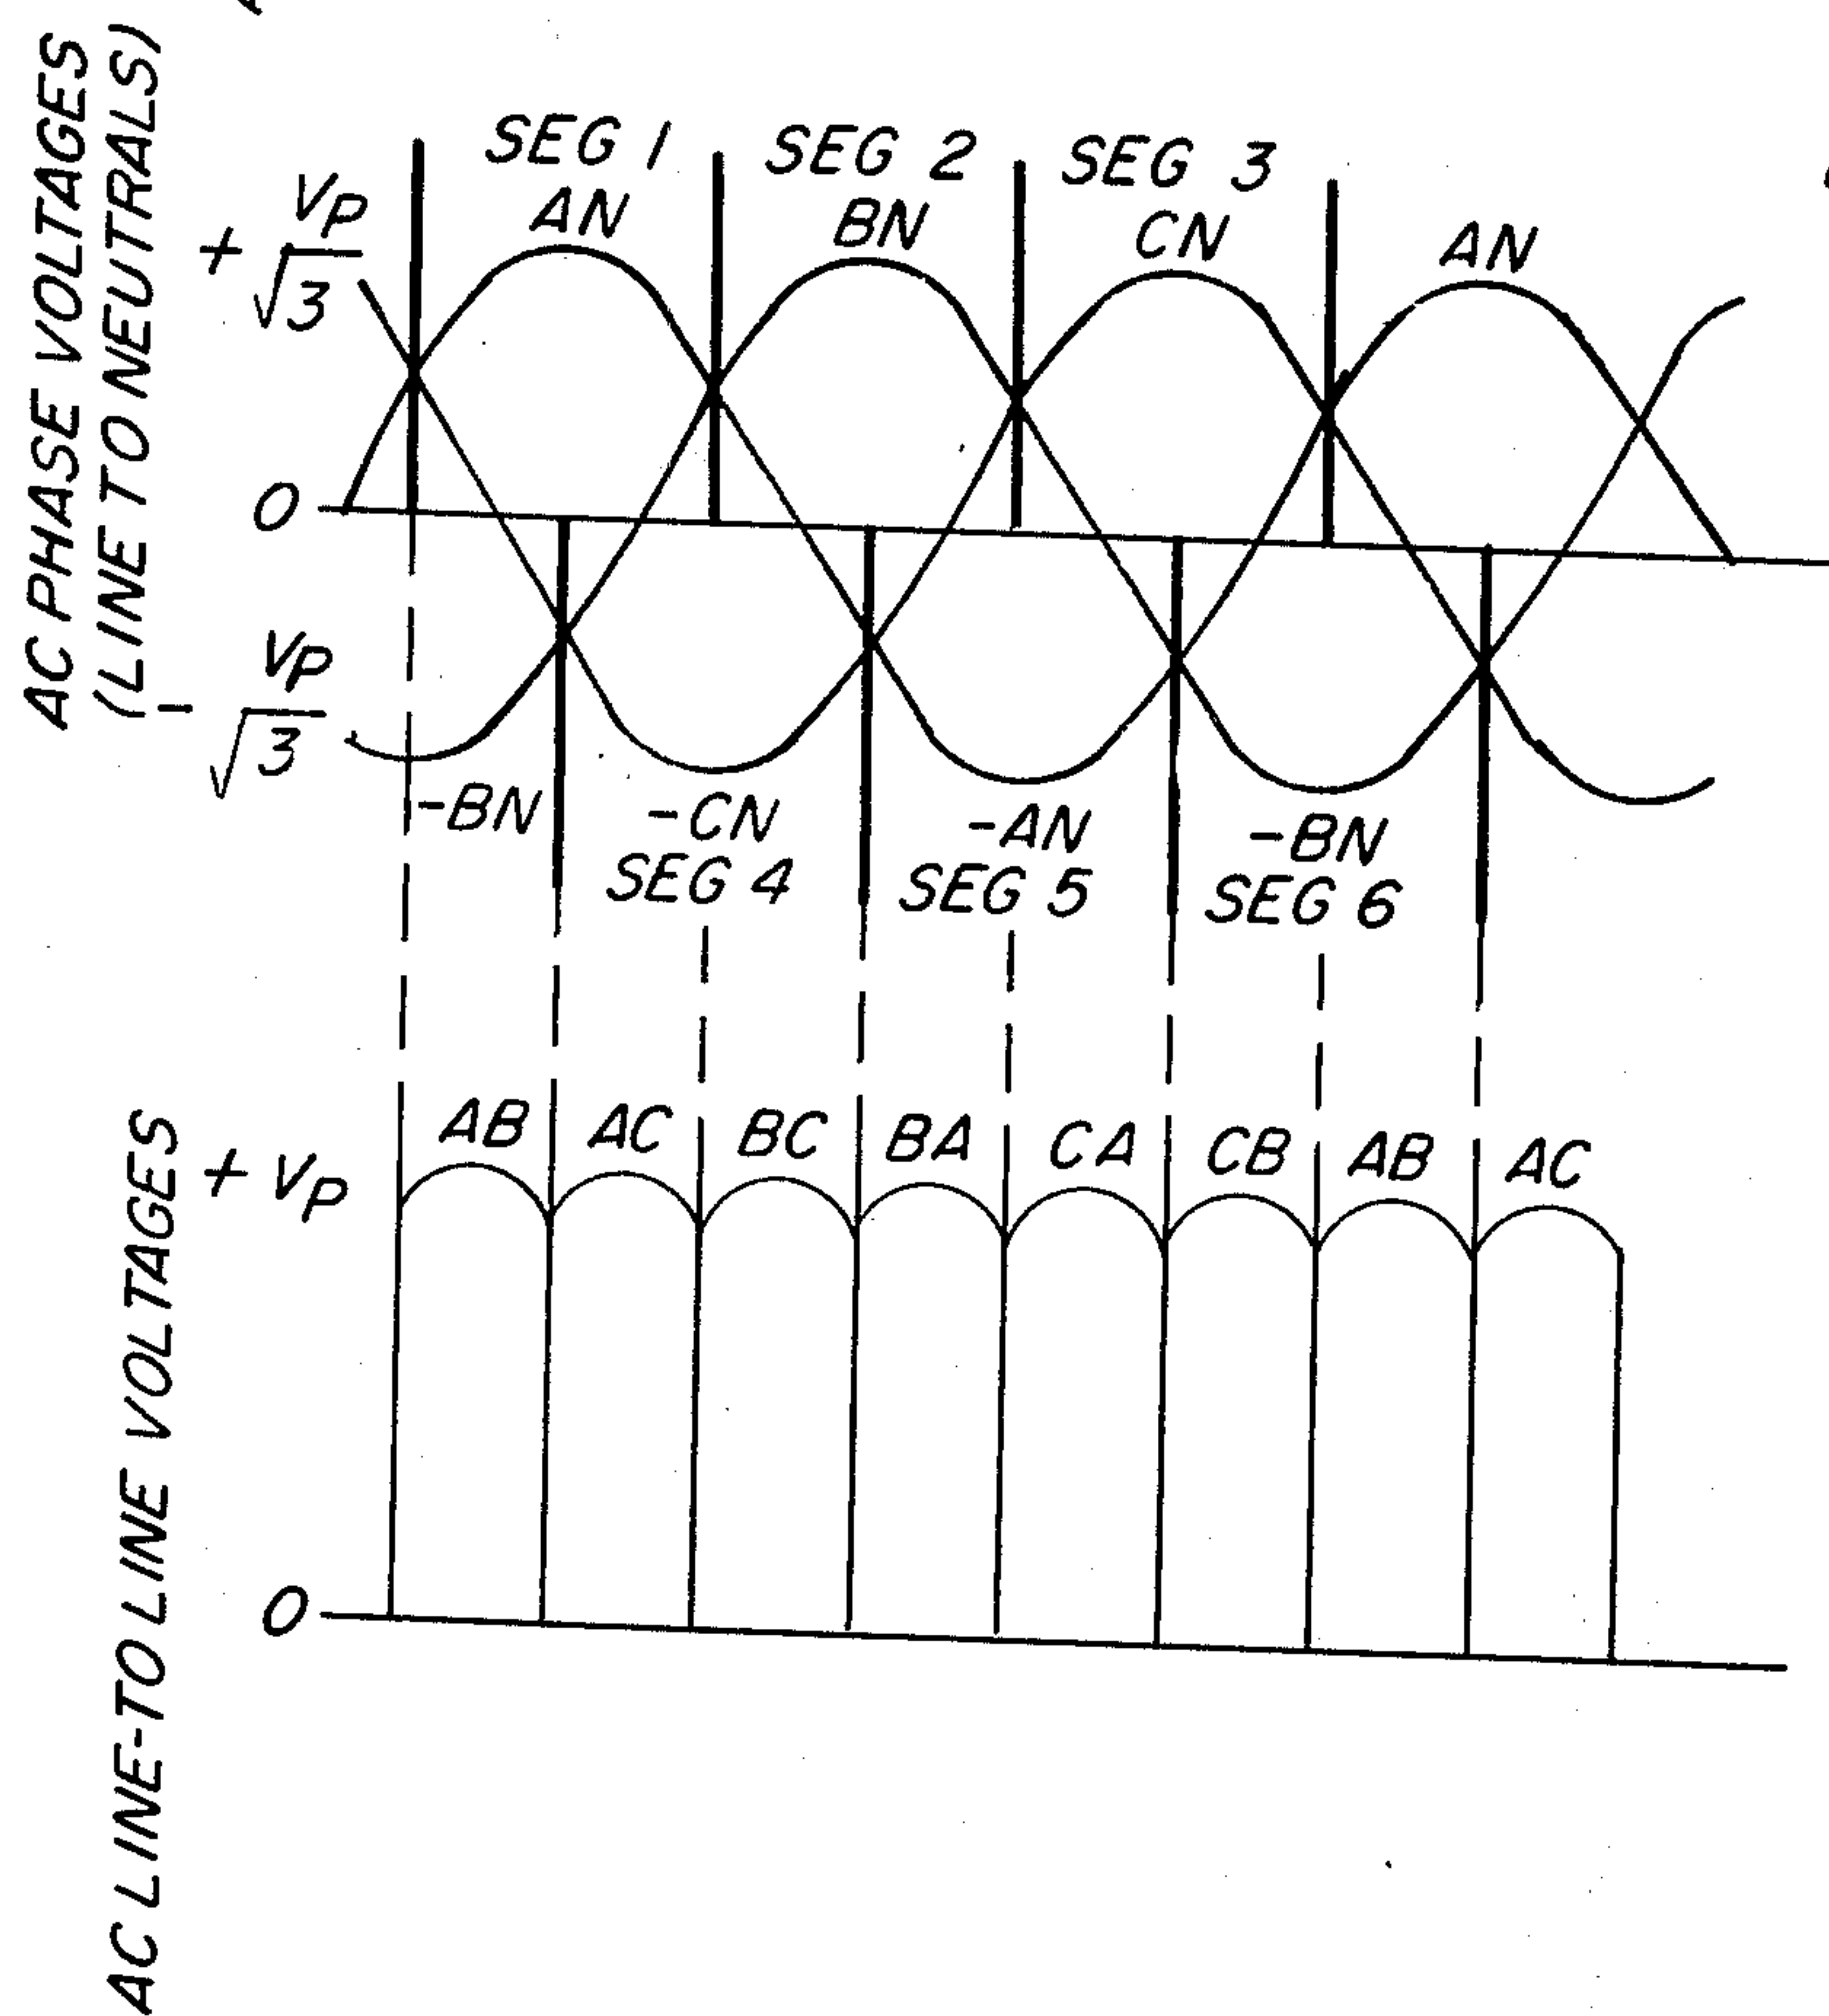 AC PHASE VOLTAGES
(LINE TO NEUTRALS)
SEG 1
SEG 2
SEG 3
AN
BN
CN
AN
+ VP
√3
0
- VP
√3
-BN
-CN
-AN
-BN
SEG 4
SEG 5
SEG 6
AC LINE-TO LINE VOLTAGES
AB
AC
BC
BA
CA
CB
AB
AC
+ VP
0